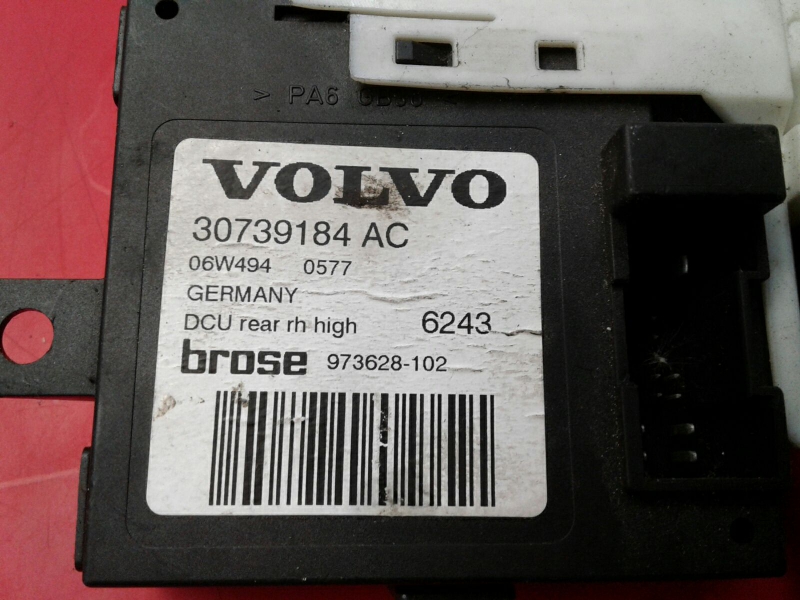 > PA6
VOLVO
30739184 AC
06W494 0577
GERMANY
DCU rear rh high 6243
brose 973628-102